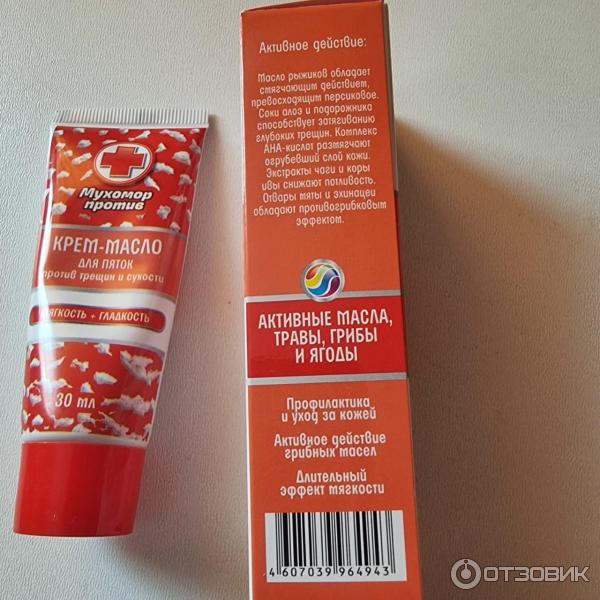 Мухомор
против
КРЕМ-МАСЛО
ДЛЯ ПЯТОК
против трещин и сухости
МЯГКОСТЬ + ГЛАДКОСТЬ
30 мл
Активное действие:
Масло рыжиков обладает
смягчающим действием,
превосходящим персиковое.
Соки алоэ и подорожника
способствует затягиванию
глубоких трещин. Комплекс
АНА-кислот размягчают
огрубевший слой кожи.
Экстракты чаги и коры
ивы снижают потливость.
Отвары мяты и эхинацеи
обладают противогрибковым
эффектом.
АКТИВНЫЕ МАСЛА,
ТРАВЫ, ГРИБЫ
И ЯГОДЫ
Профилактика
и уход за кожей
Активное действие
грибных масел
Длительный
эффект мягкости
4 607039 964943
ОТЗОВИК